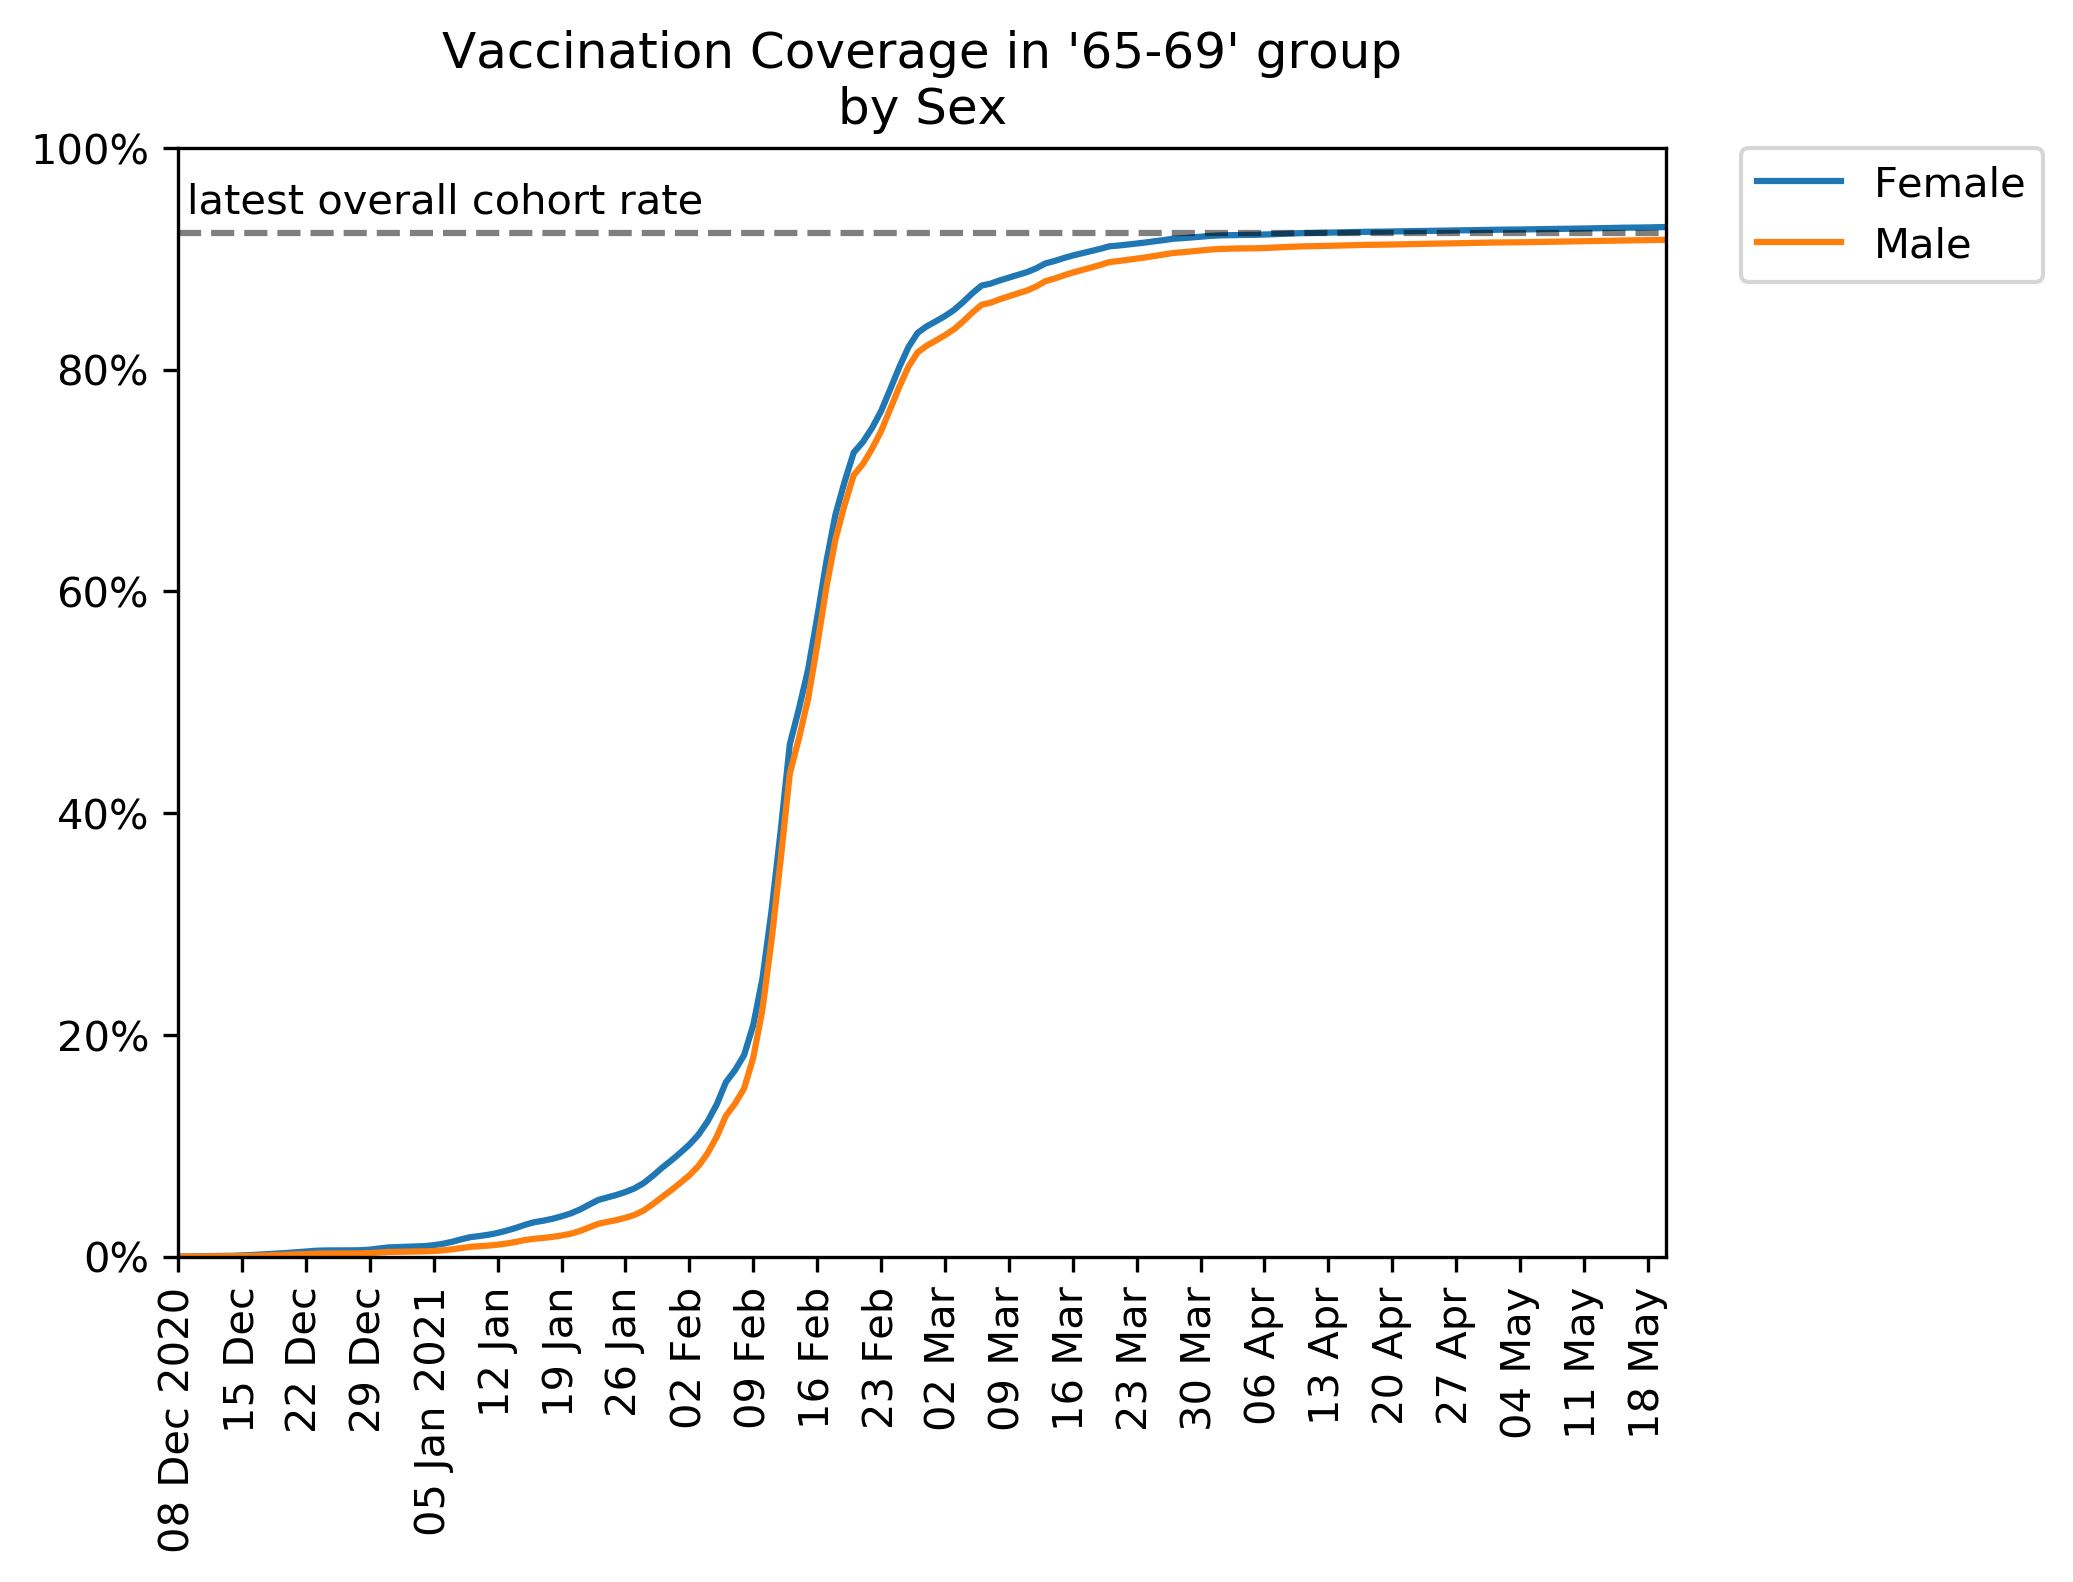 Vaccination Coverage in '65-69' group
by Sex
100%
80%
60%
40%
20%
0%
latest overall cohort rate
Female
Male
08 Dec 2020
15 Dec
22 Dec
29 Dec
05 Jan 2021
12 Jan
19 Jan
26 Jan
02 Feb
09 Feb
16 Feb
23 Feb
02 Mar
09 Mar
16 Mar
23 Mar
30 Mar
06 Apr
13 Apr
20 Apr
27 Apr
04 May
11 May
18 May